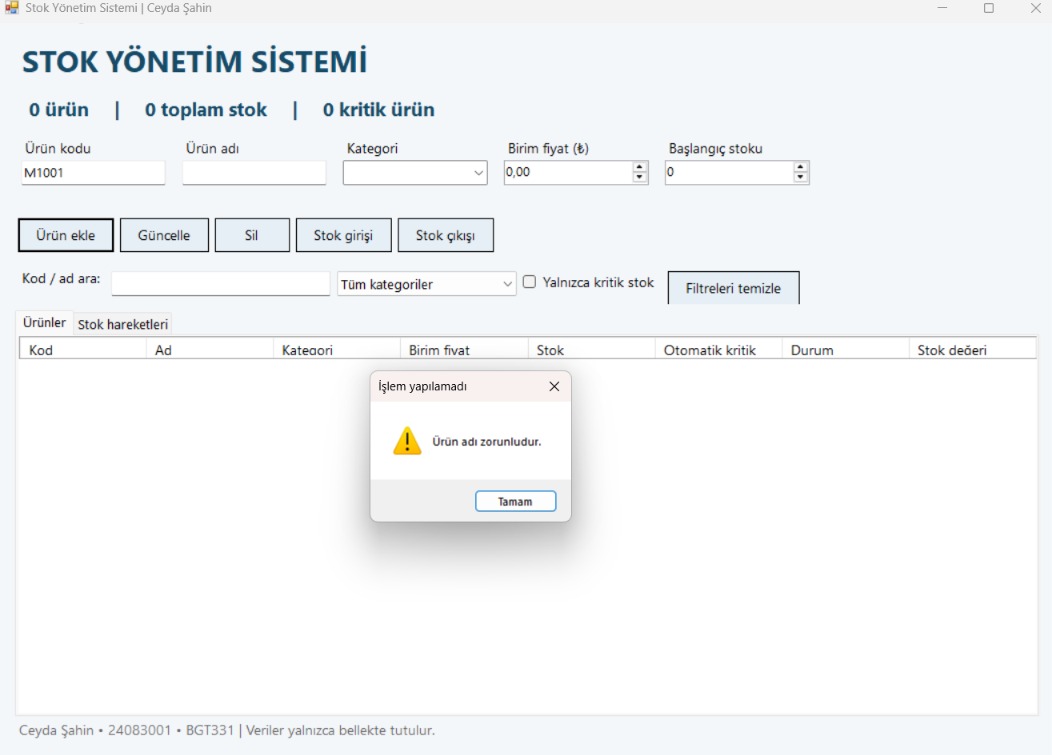 Stok Yönetim Sistemi | Ceyda Şahin
STOK YÖNETİM SİSTEMİ
0 ürün | 0 toplam stok | 0 kritik ürün
Ürün kodu Ürün adı Kategori Birim fiyat (₺) Başlangıç stoku
M1001 0,00 0
Ürün ekle Güncelle Sil Stok girişi Stok çıkışı
Kod / ad ara: Tüm kategoriler Yalnızca kritik stok Filtreleri temizle
Ürünler Stok hareketleri
Kod Ad Kategori Birim fiyat Stok Otomatik kritik Durum Stok değeri
İşlem yapılamadı
Ürün adı zorunludur.
Tamam
Ceyda Şahin • 24083001 • BGT331 | Veriler yalnızca bellekte tutulur.